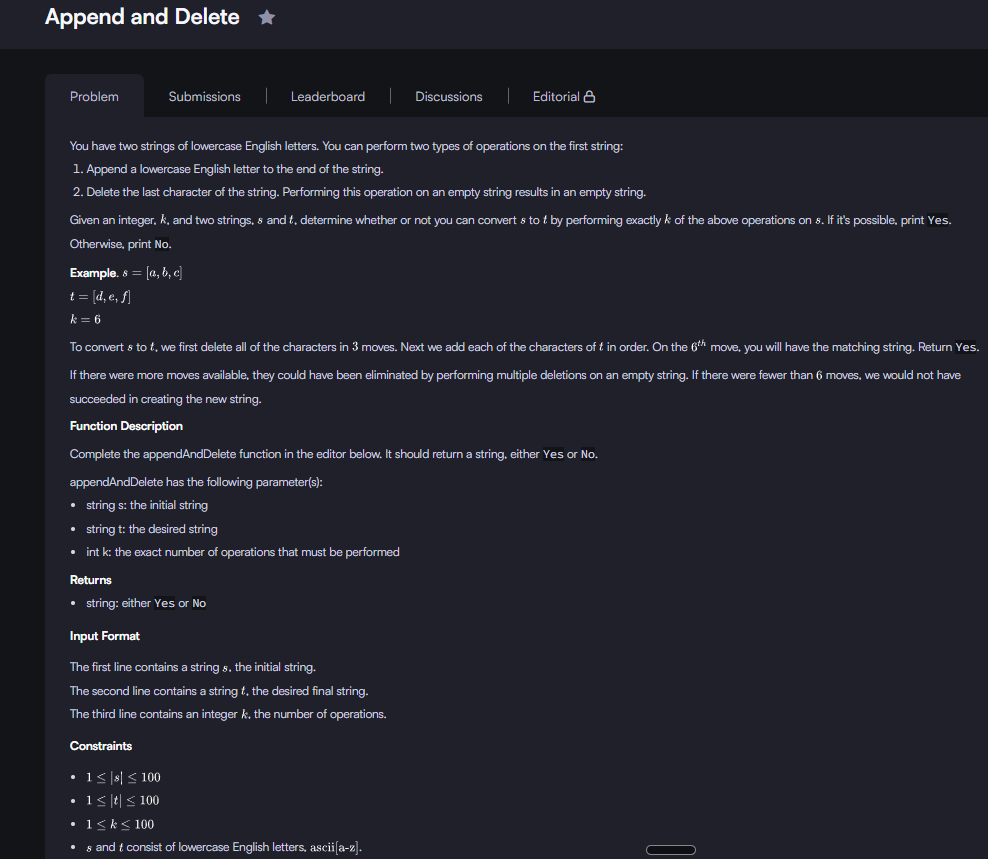 Append and Delete
Problem
Submissions
Leaderboard
Discussions
Editorial
You have two strings of lowercase English letters. You can perform two types of operations on the first string:
1. Append a lowercase English letter to the end of the string.
2. Delete the last character of the string. Performing this operation on an empty string results in an empty string.
Given an integer, k, and two strings, s and t, determine whether or not you can convert s to t by performing exactly k of the above operations on s. If it's possible, print Yes.
Otherwise, print No.
Example. s = [a, b, c]
t = [d, e, f]
k = 6
To convert s to t, we first delete all of the characters in 3 moves. Next we add each of the characters of t in order. On the 6th move, you will have the matching string. Return Yes.
If there were more moves available, they could have been eliminated by performing multiple deletions on an empty string. If there were fewer than 6 moves, we would not have
succeeded in creating the new string.
Function Description
Complete the appendAndDelete function in the editor below. It should return a string, either Yes or No.
appendAndDelete has the following parameter(s):
• string s: the initial string
• string t: the desired string
• int k: the exact number of operations that must be performed
Returns
• string: either Yes or No
Input Format
The first line contains a string s, the initial string.
The second line contains a string t, the desired final string.
The third line contains an integer k, the number of operations.
Constraints
• 1 ≤ |s| ≤ 100
• 1 ≤ |t| ≤ 100
• 1 ≤ k ≤ 100
• s and t consist of lowercase English letters, ascii[a-z].